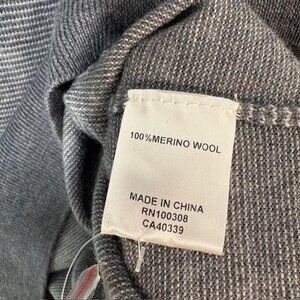 100%MERINO WOOL
MADE IN CHINA
RN100308
CA40339